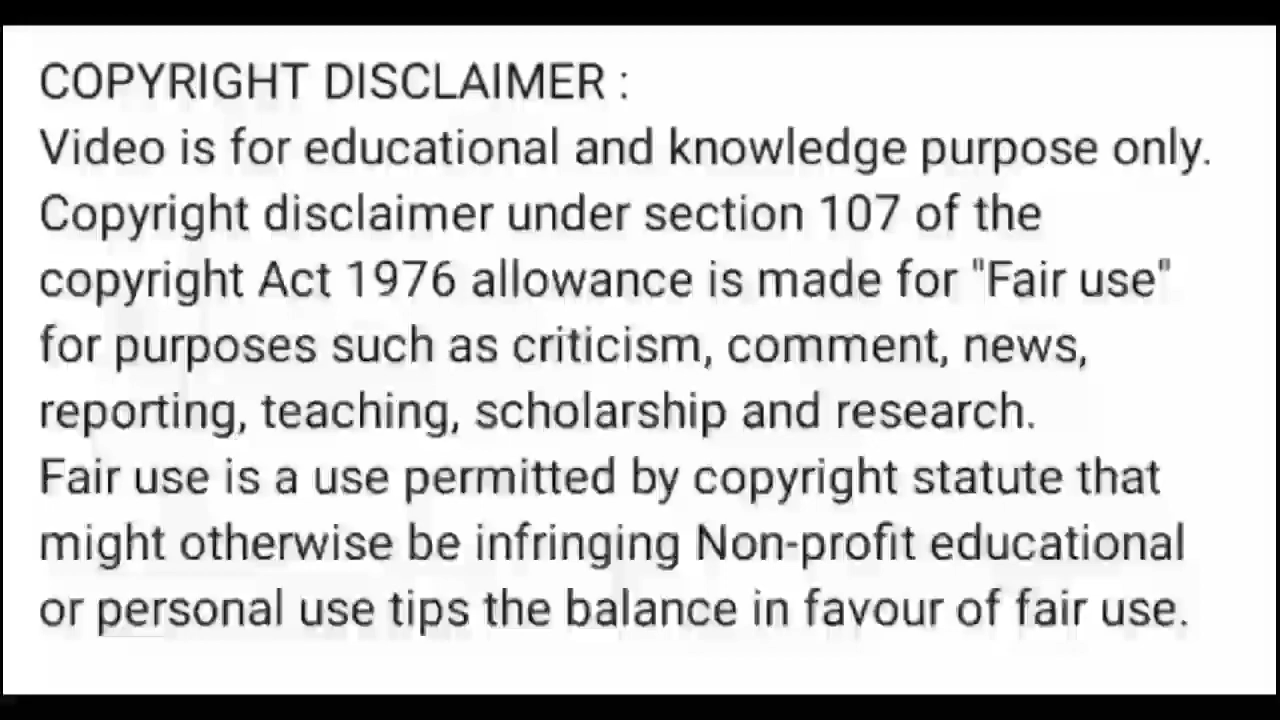 COPYRIGHT DISCLAIMER :
Video is for educational and knowledge purpose only.
Copyright disclaimer under section 107 of the
copyright Act 1976 allowance is made for "Fair use"
for purposes such as criticism, comment, news,
reporting, teaching, scholarship and research.
Fair use is a use permitted by copyright statute that
might otherwise be infringing Non-profit educational
or personal use tips the balance in favour of fair use.